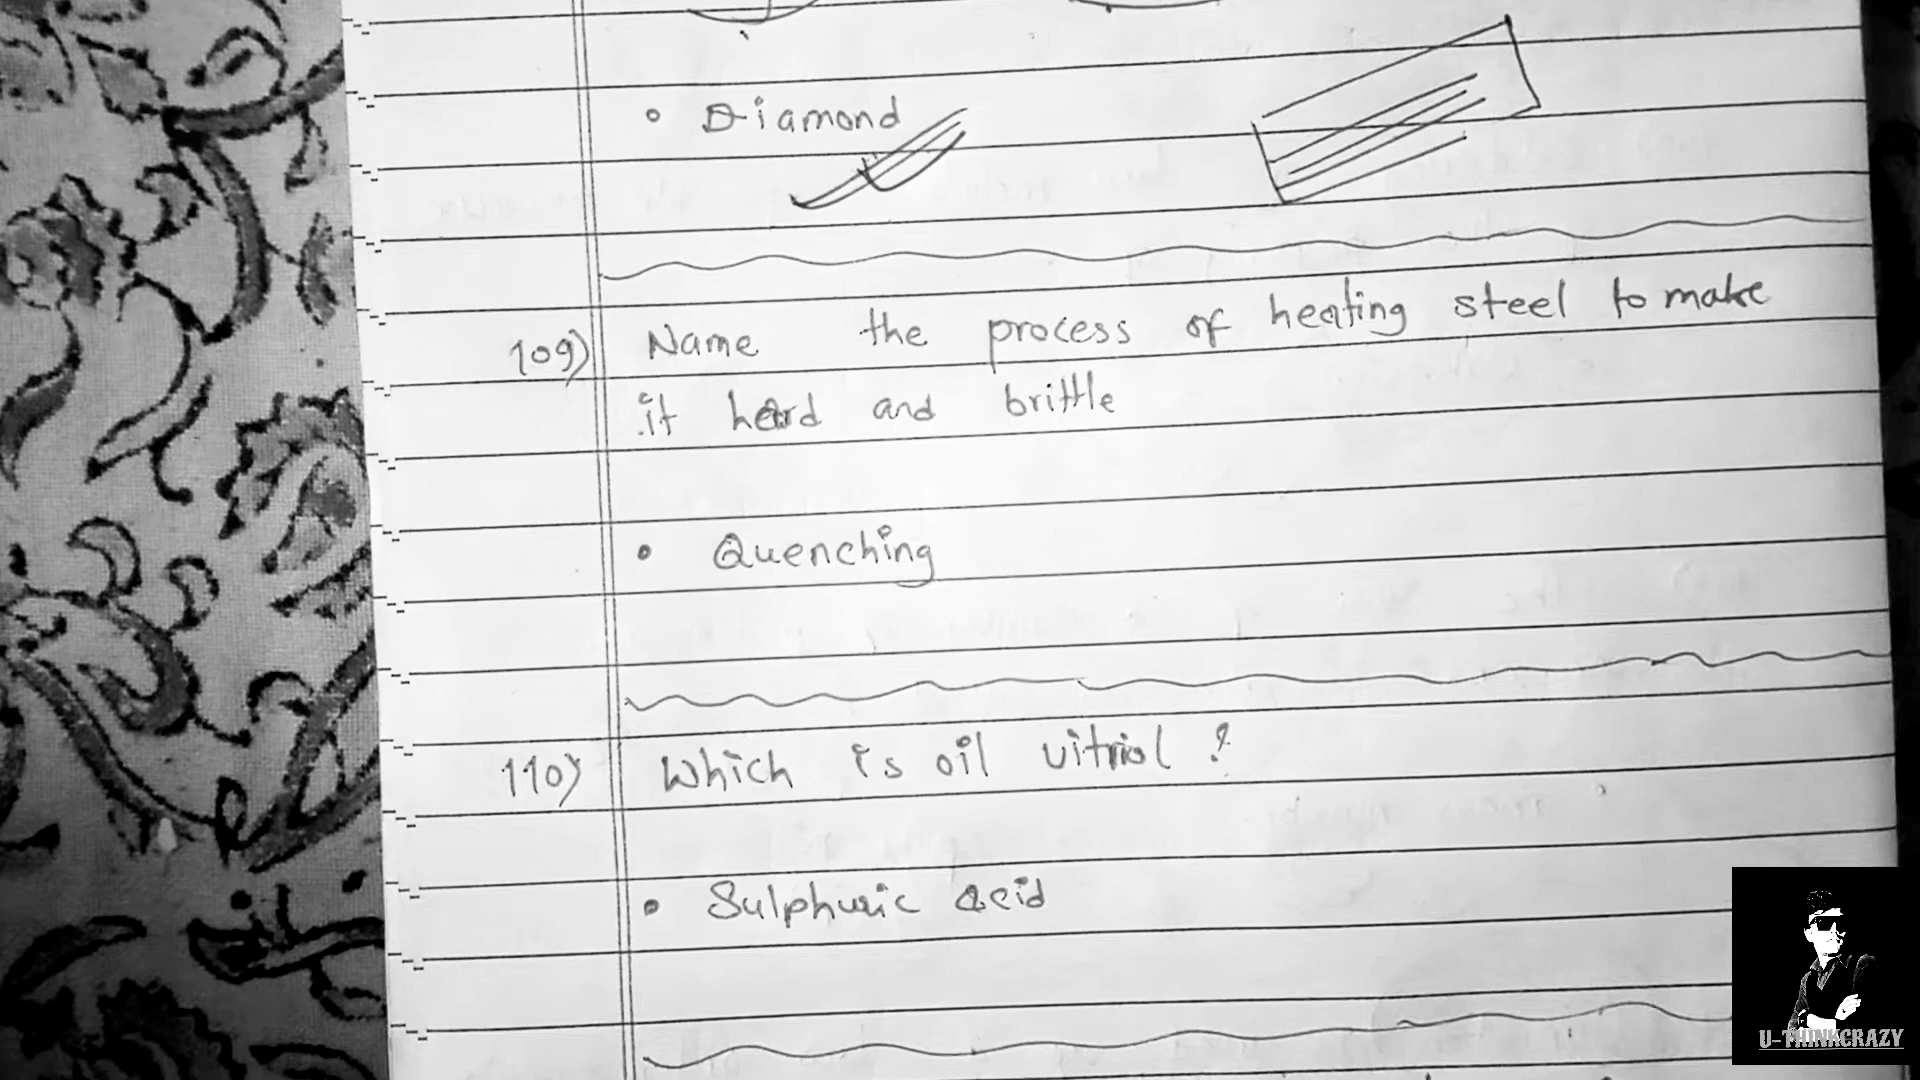 • Diamond
109) Name the process of heating steel to make
it hard and brittle
• Quenching
110) Which is oil vitriol ?
• Sulphuric acid
U-THINKCRAZY